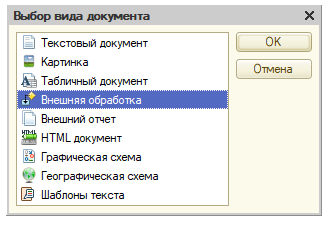 Выбор вида документа
Текстовый документ
Картинка
Табличный документ
Внешняя обработка
Внешний отчет
HTML документ
Графическая схема
Географическая схема
Шаблоны текста
OK
Отмена